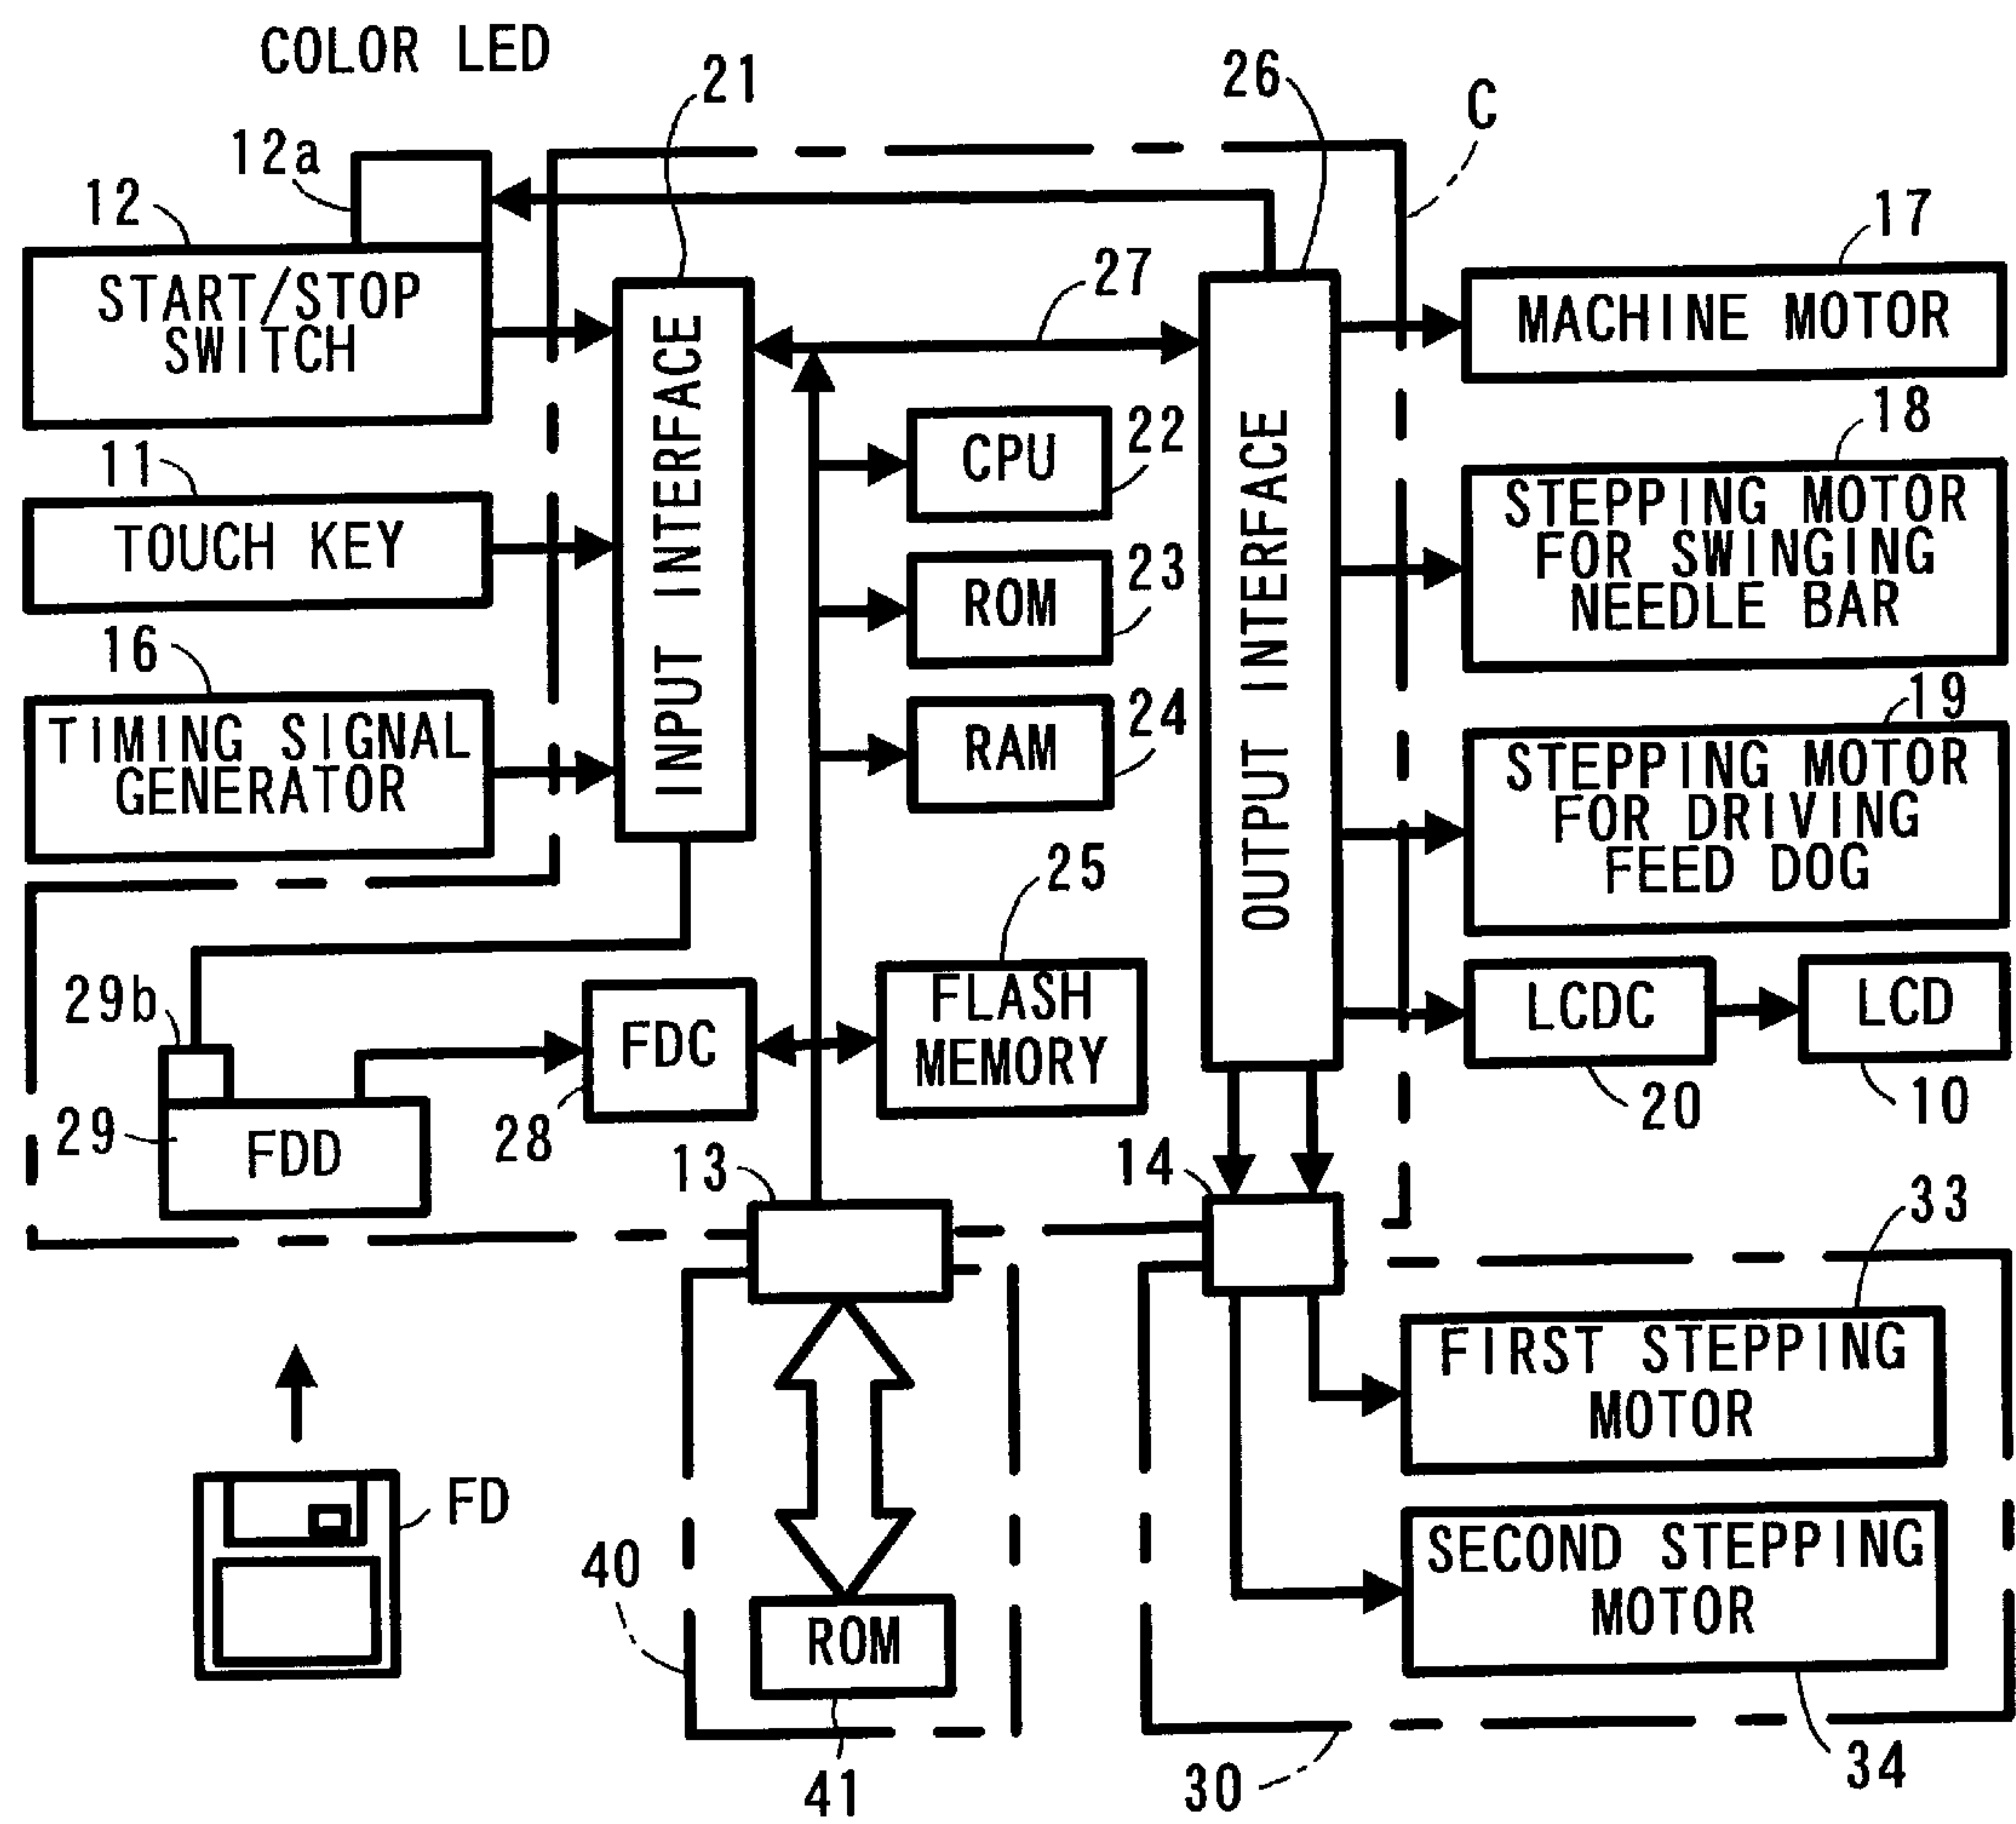 COLOR LED
21
26
C
12a
12
17
START/STOP
SWITCH
27
MACHINE MOTOR
INPUT INTERFACE
OUTPUT INTERFACE
CPU
22
18
11
TOUCH KEY
STEPPING MOTOR
FOR SWINGING
NEEDLE BAR
ROM
23
16
TIMING SIGNAL
GENERATOR
RAM
24
19
STEPPING MOTOR
FOR DRIVING
FEED DOG
25
29b
FDC
FLASH
MEMORY
LCDC
LCD
29
FDD
28
20
10
13
14
33
FIRST STEPPING
MOTOR
FD
40
SECOND STEPPING
MOTOR
ROM
41
30
34